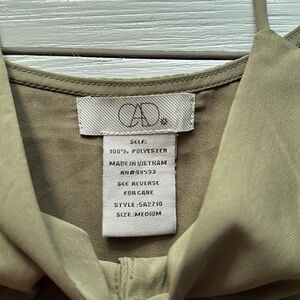 CAD
SELF:
100% POLYESTER
MADE IN VIETNAM
RN#98533
SEE REVERSE
FOR CARE
STYLE:SA2710
SIZE:MEDIUM